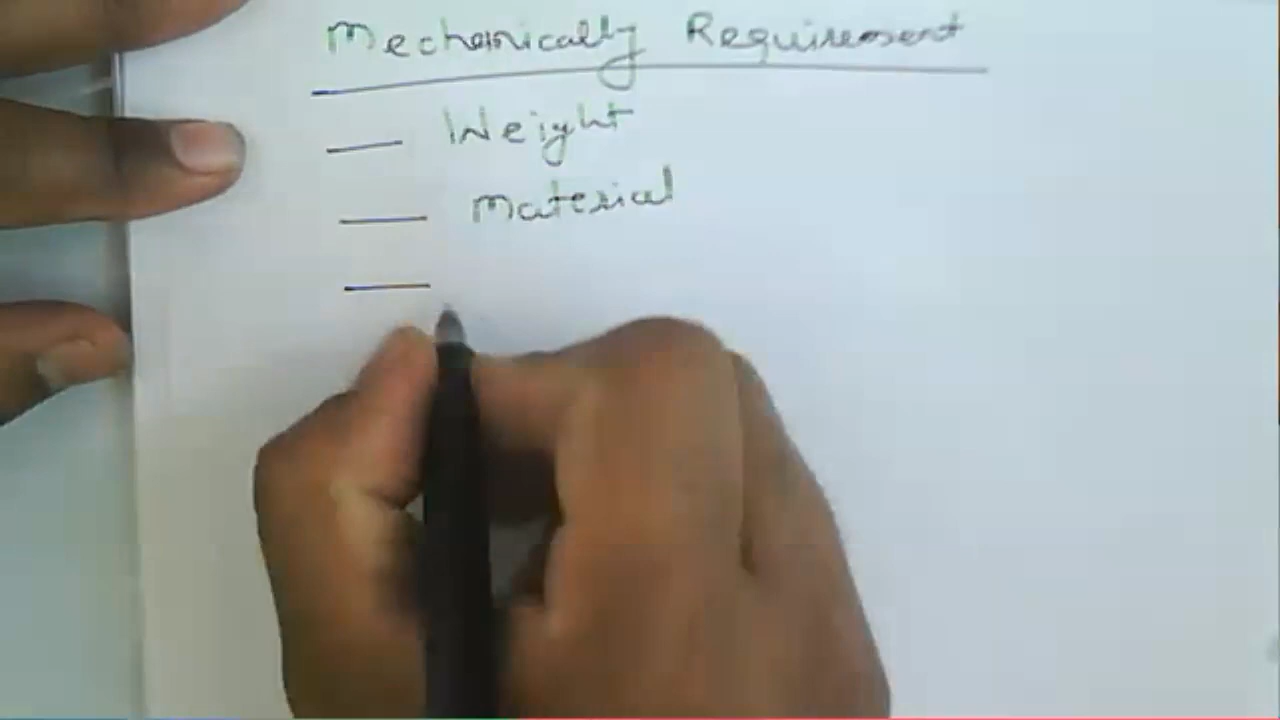 Mechanically Requirement
— Weight
— Material
—